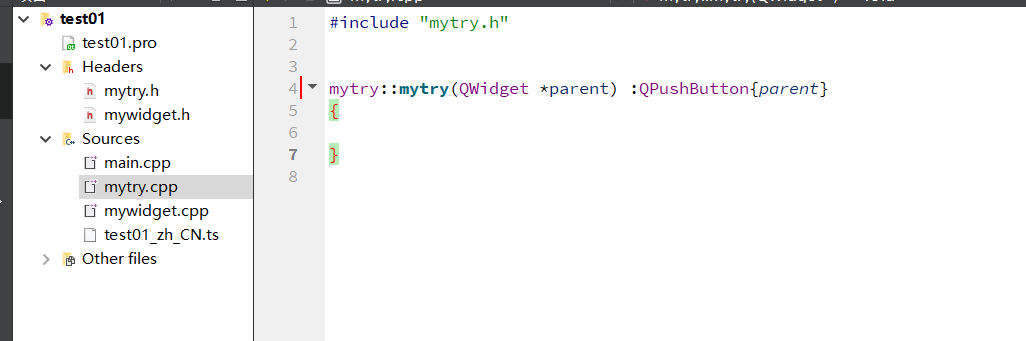 test01
test01.pro
Headers
mytry.h
mywidget.h
Sources
main.cpp
mytry.cpp
mywidget.cpp
test01_zh_CN.ts
Other files
1 #include "mytry.h"
2
3
4 mytry::mytry(QWidget *parent) :QPushButton{parent}
5 {
6
7 }
8